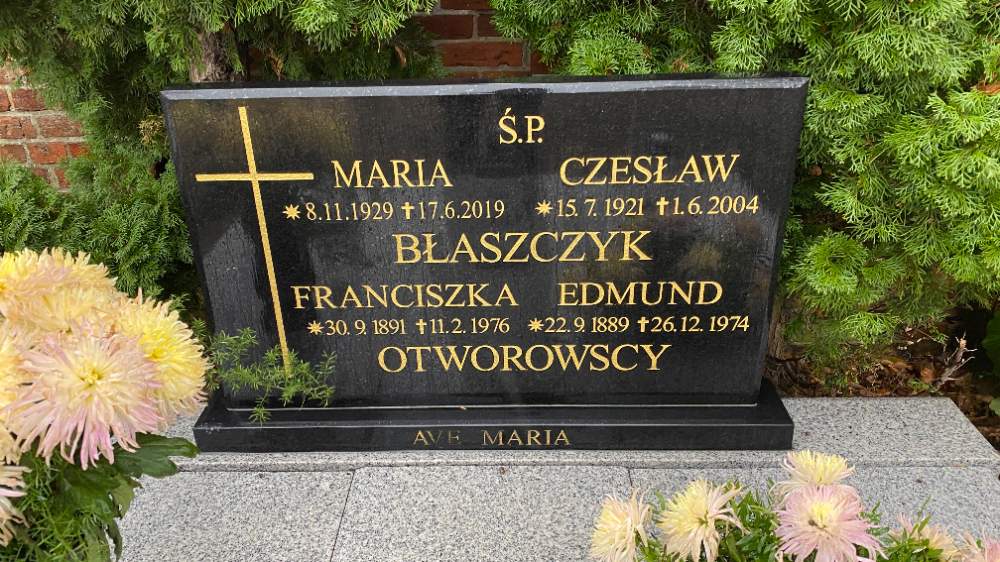 Ś.P.
MARIA CZESŁAW
✷8.11.1929 ✝17.6.2019 ✷15.7.1921 ✝1.6.2004
BŁASZCZYK
FRANCISZKA EDMUND
✷30.9.1891 ✝11.2.1976 ✷22.9.1889 ✝26.12.1974
OTWOROWSCY
AVE MARIA